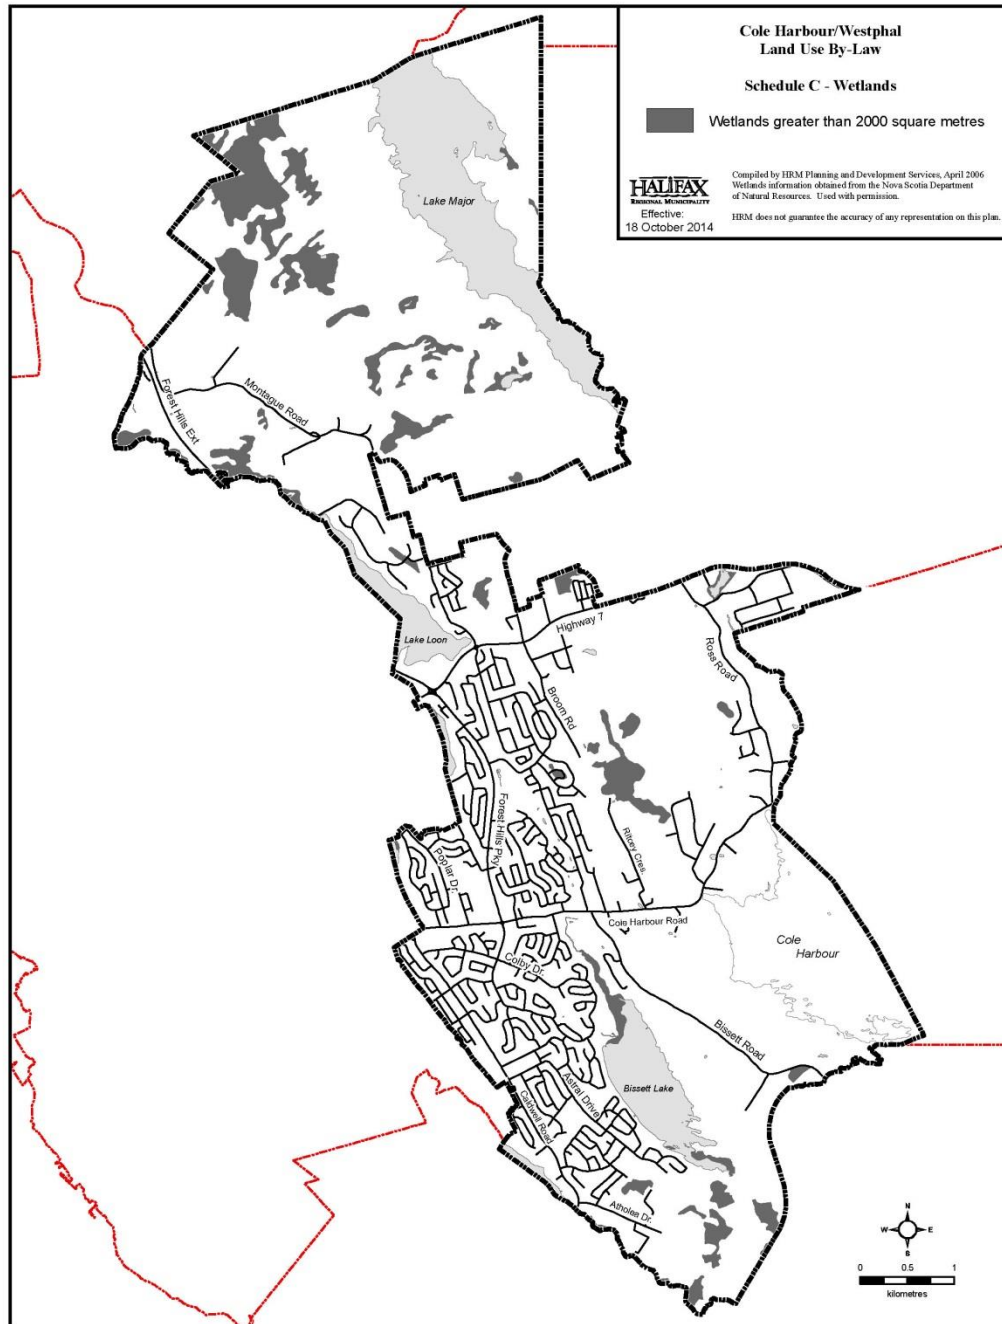 Cole Harbour/Westphal
Land Use By-Law
Schedule C - Wetlands
Wetlands greater than 2000 square metres
HALIFAX
REGIONAL MUNICIPALITY
Effective:
18 October 2014
Compiled by HRM Planning and Development Services, April 2006
Wetlands information obtained from the Nova Scotia Department
of Natural Resources. Used with permission.
HRM does not guarantee the accuracy of any representation on this plan.
Lake Major
Forest Hills Ext
Montague Road
Lake Loon
Highway 7
Ross Road
Broom Rd
Forest Hills Pky
Ritcey Cres
Poplar Dr.
Cole Harbour Road
Cole
Harbour
Colby Dr.
Bissett Road
Bissett Lake
Astral Drive
Caldwell Road
Atholea Dr.
N
W
E
S
0 0.5 1
kilometres